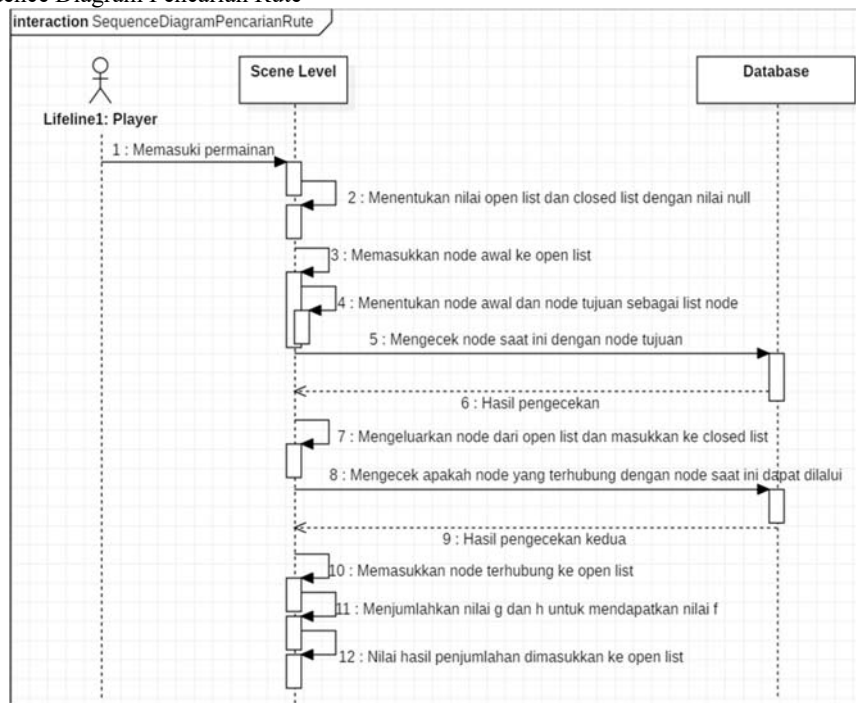 Diagram Pencarian Rute
interaction SequenceDiagramPencarianRute
Scene Level
Database
Lifeline1: Player
1 : Memasuki permainan
2 : Menentukan nilai open list dan closed list dengan nilai null
3 : Memasukkan node awal ke open list
4 : Menentukan node awal dan node tujuan sebagai list node
5 : Mengecek node saat ini dengan node tujuan
6 : Hasil pengecekan
7 : Mengeluarkan node dari open list dan masukkan ke closed list
8 : Mengecek apakah node yang terhubung dengan node saat ini dapat dilalui
9 : Hasil pengecekan kedua
10 : Memasukkan node terhubung ke open list
11 : Menjumlahkan nilai g dan h untuk mendapatkan nilai f
12 : Nilai hasil penjumlahan dimasukkan ke open list